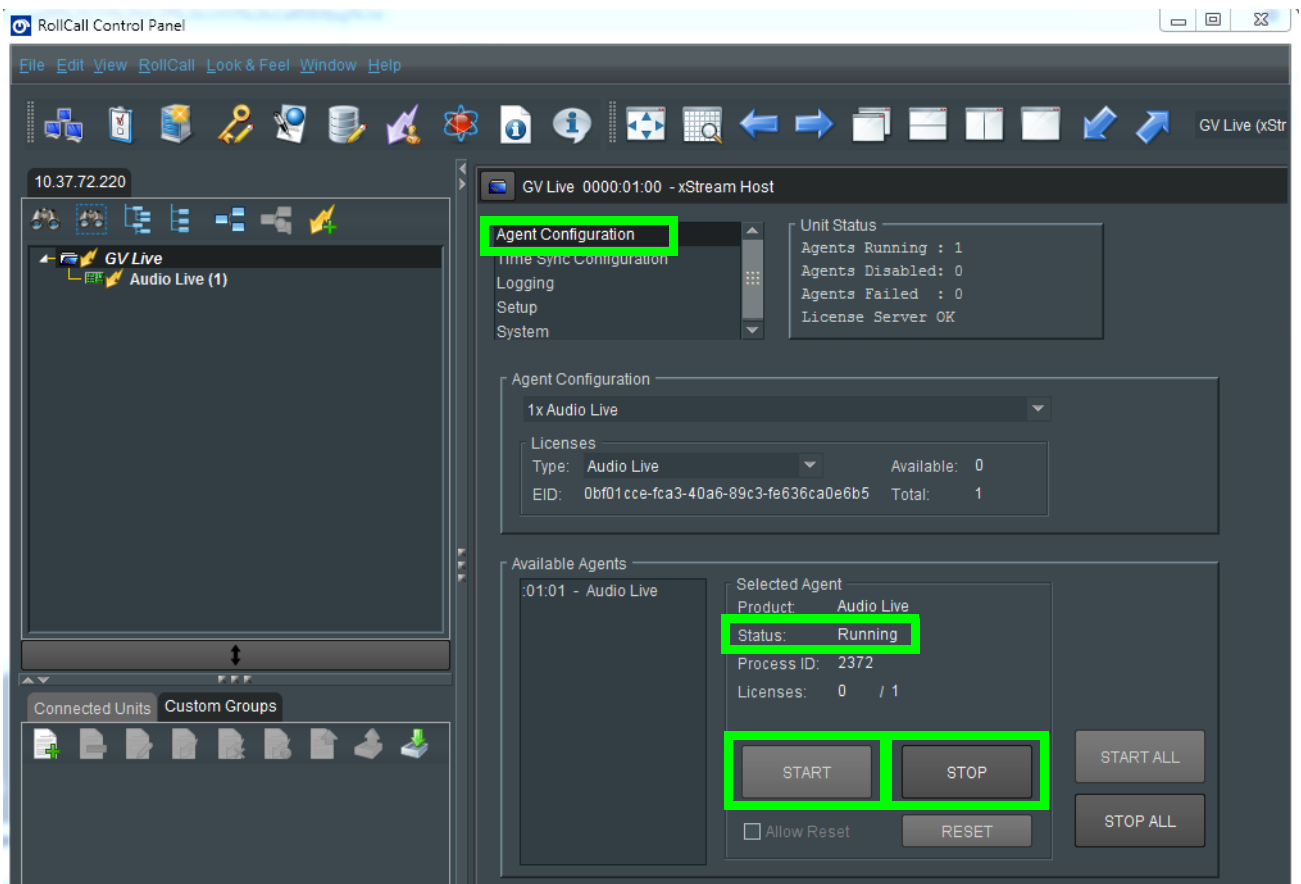 RollCall Control Panel
File Edit View RollCall Look & Feel Window Help
GV Live (xStr
10.37.72.220
GV Live
Audio Live (1)
Connected Units Custom Groups
GV Live 0000:01:00 - xStream Host
Agent Configuration
Time Sync Configuration
Logging
Setup
System
Unit Status
Agents Running : 1
Agents Disabled: 0
Agents Failed : 0
License Server OK
Agent Configuration
1x Audio Live
Licenses
Type: Audio Live Available: 0
EID: 0bf01cce-fca3-40a6-89c3-fe636ca0e6b5 Total: 1
Available Agents
:01:01 - Audio Live
Selected Agent
Product: Audio Live
Status: Running
Process ID: 2372
Licenses: 0 / 1
START STOP
START ALL
Allow Reset RESET
STOP ALL